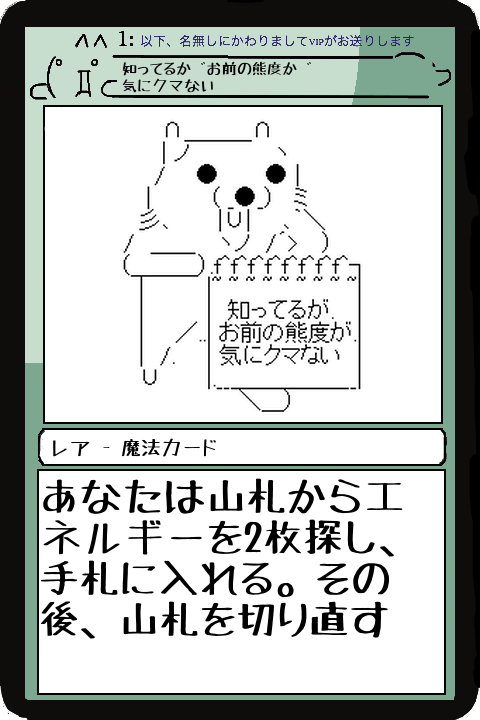 1: 以下、名無しにかわりましてVIPがお送りします
知ってるか゛お前の熊度か゛
気にクマない
知ってるが
お前の熊度が
気にクマない
レア - 魔法カード
あなたは山札からエ
ネルギーを2枚探し、
手札に入れる。その
後、山札を切り直す